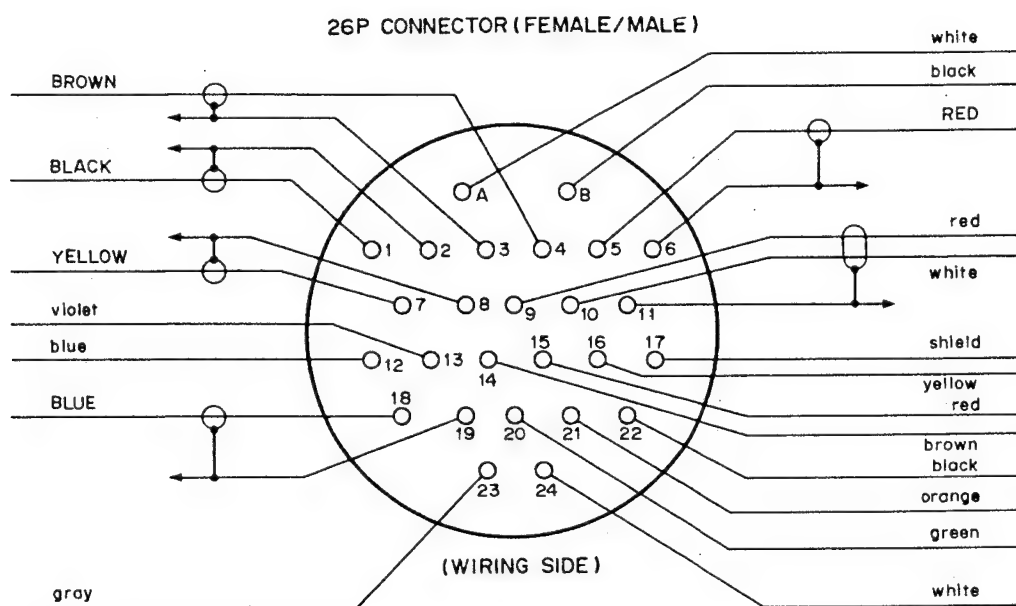 26P CONNECTOR (FEMALE/MALE)
white
BROWN
black
RED
BLACK
A
B
1
2
3
4
5
6
red
YELLOW
white
7
8
9
10
11
violet
blue
shield
12
13
14
15
16
17
yellow
BLUE
red
18
19
20
21
22
brown
black
23
24
orange
green
(WIRING SIDE)
gray
white